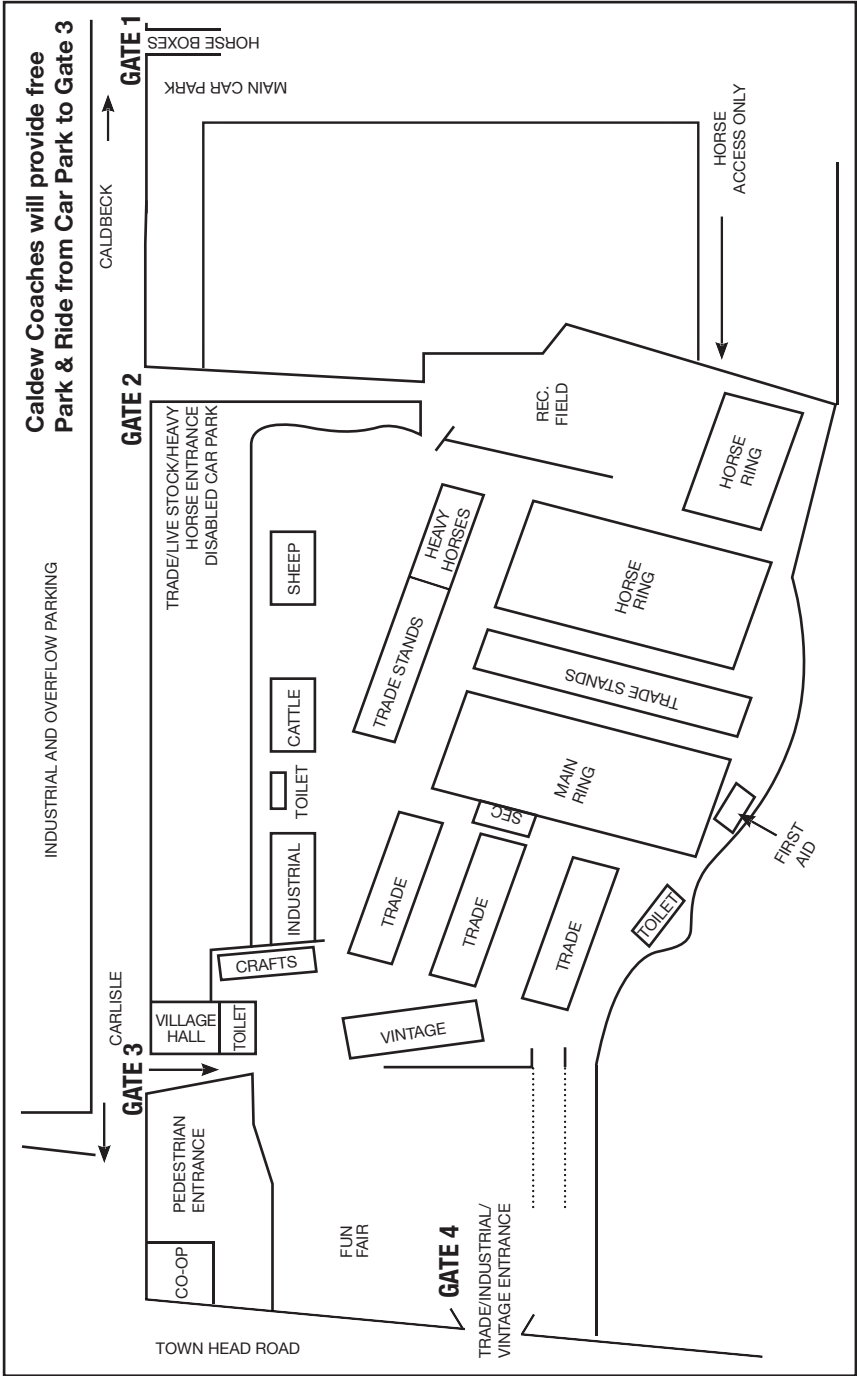 Caldew Coaches will provide free
Park & Ride from Car Park to Gate 3
INDUSTRIAL AND OVERFLOW PARKING
CARLISLE
CALDBECK
GATE 1
HORSE BOXES
MAIN CAR PARK
GATE 2
TRADE/LIVE STOCK/HEAVY
HORSE ENTRANCE
DISABLED CAR PARK
GATE 3
VILLAGE
HALL
TOILET
PEDESTRIAN
ENTRANCE
CO-OP
CRAFTS
INDUSTRIAL
TOILET
CATTLE
SHEEP
TRADE STANDS
HEAVY
HORSES
REC.
FIELD
HORSE
ACCESS ONLY
VINTAGE
TRADE
TRADE
TRADE
SEC
MAIN
RING
TRADE STANDS
HORSE
RING
HORSE
RING
TOILET
FIRST
AID
FUN
FAIR
GATE 4
TRADE/INDUSTRIAL/
VINTAGE ENTRANCE
TOWN HEAD ROAD